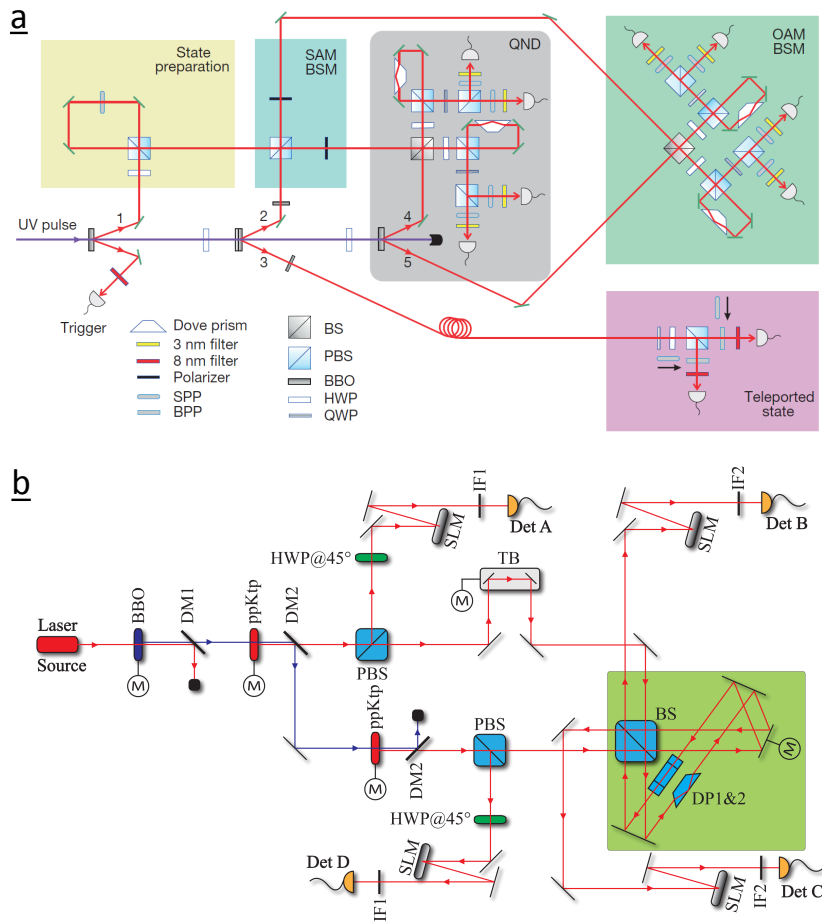 a
State
preparation
SAM
BSM
QND
OAM
BSM
UV pulse
1
2
3
4
5
Trigger
Dove prism
3 nm filter
8 nm filter
Polarizer
SPP
BPP
BS
PBS
BBO
HWP
QWP
Teleported
state
b
IF1
Det A
SLM
HWP@45°
IF2
Det B
SLM
TB
M
BBO
DM1
ppKtp
DM2
Laser
Source
PBS
M
M
ppKtp
DM2
PBS
M
BS
M
DP1&2
HWP@45°
SLM
Det D
IF1
SLM
IF2
Det C